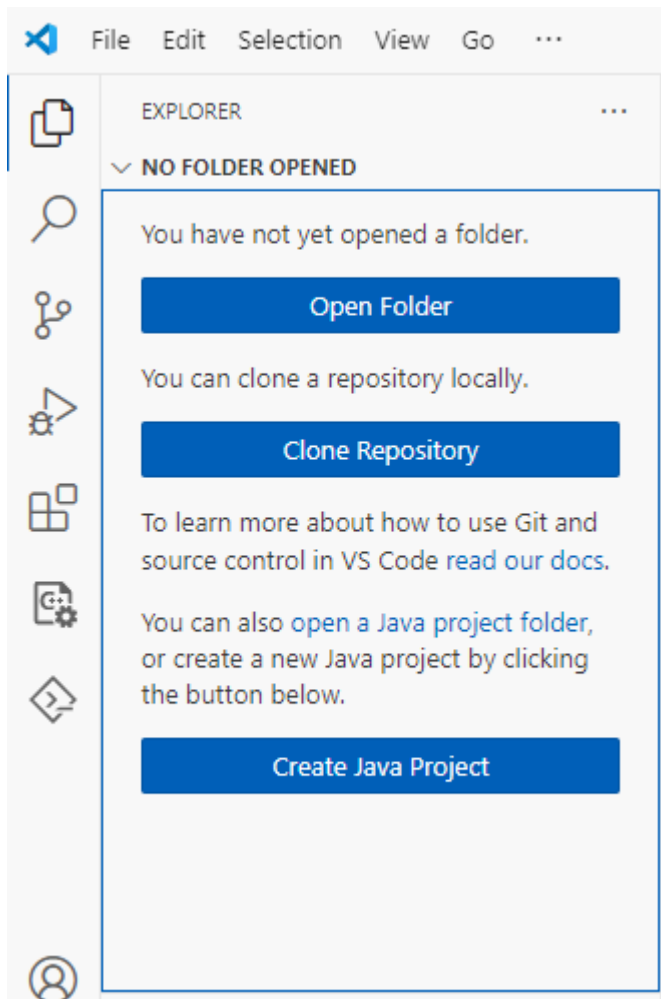 File Edit Selection View Go ···
EXPLORER ···
NO FOLDER OPENED
You have not yet opened a folder.
Open Folder
You can clone a repository locally.
Clone Repository
To learn more about how to use Git and
source control in VS Code read our docs.
You can also open a Java project folder,
or create a new Java project by clicking
the button below.
Create Java Project
C++